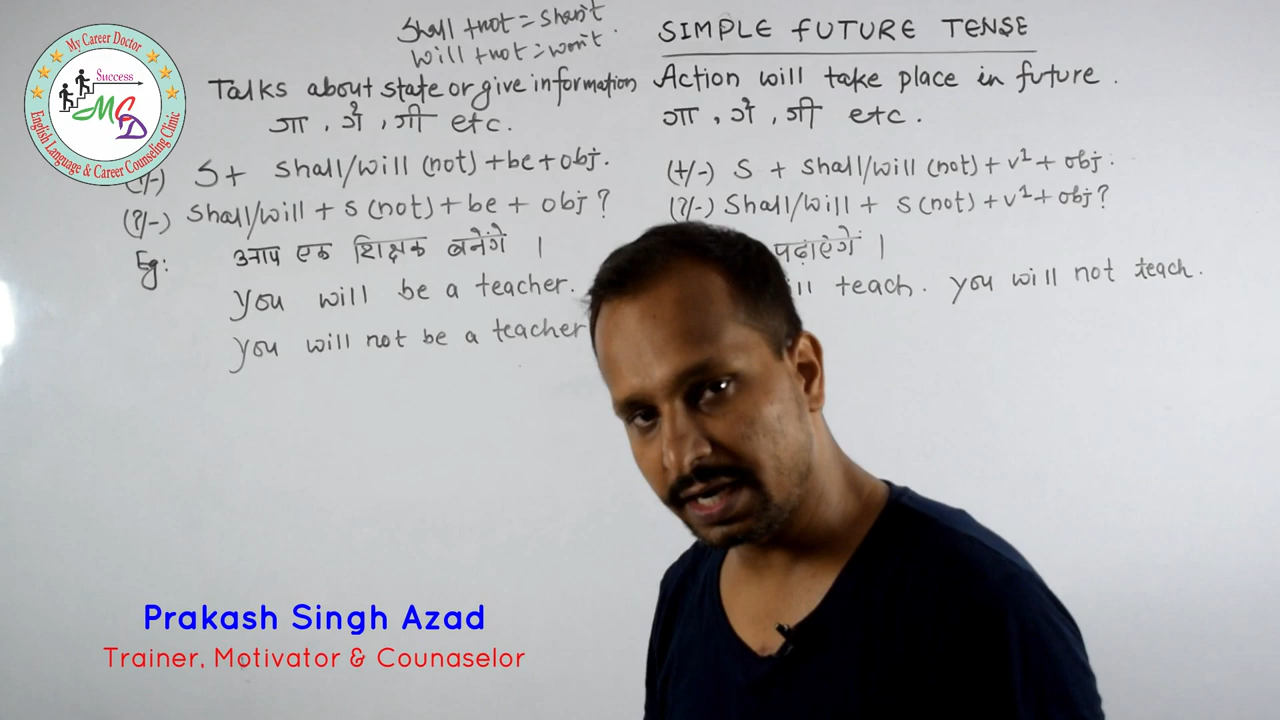 My Career Doctor
Success
MCD
English Language & Career Counseling Clinic
Shall + not = Shan't.
Will + not = won't.
SIMPLE FUTURE TENSE
Talks about state or give information
गा, गे, गी etc.
(+/-) S + shall/will (not) + be + obj.
(?/-) Shall/will + S (not) + be + obj?
Eg: आप एक शिक्षक बनेंगे ।
You will be a teacher.
You will not be a teacher
Action will take place in future.
गा, गे, गी etc.
(+/-) S + shall/will (not) + v¹ + obj.
(?/-) Shall/will + S (not) + v¹ + obj?
पढ़ाएंगे ।
teach. You will not teach.
Prakash Singh Azad
Trainer, Motivator & Counaselor